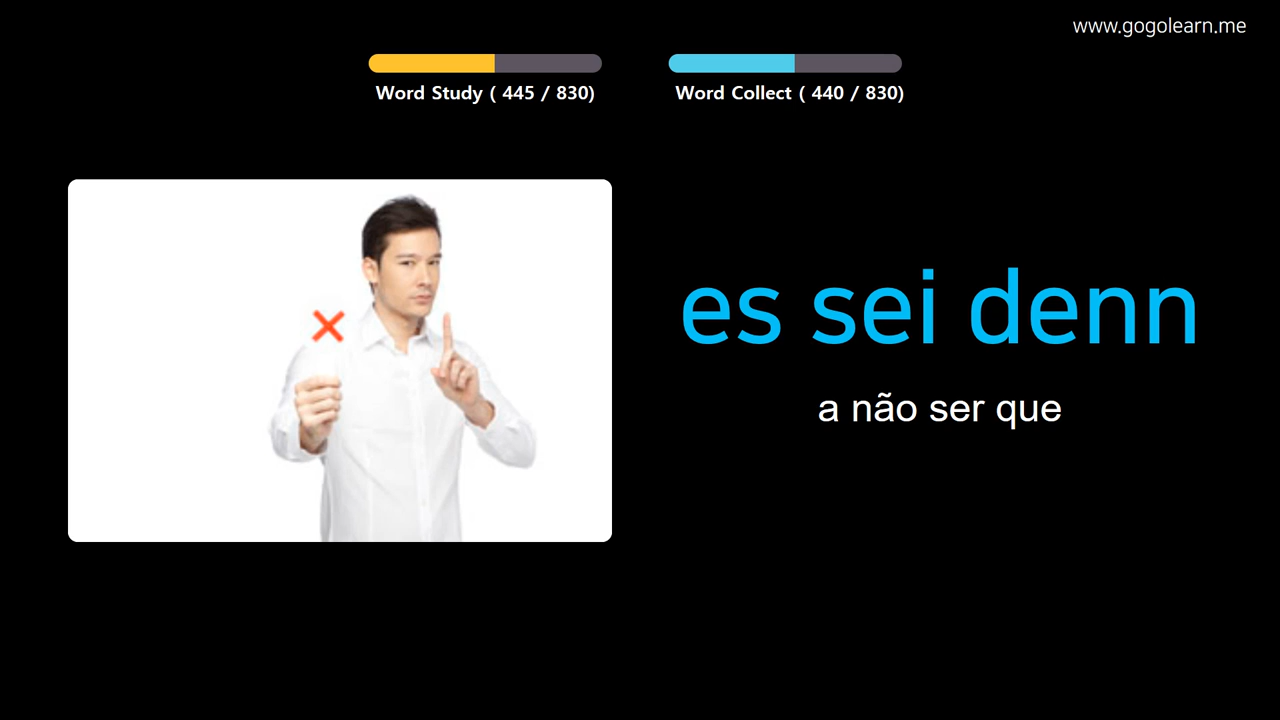 www.gogolearn.me
Word Study ( 445 / 830)
Word Collect ( 440 / 830)
es sei denn
a não ser que